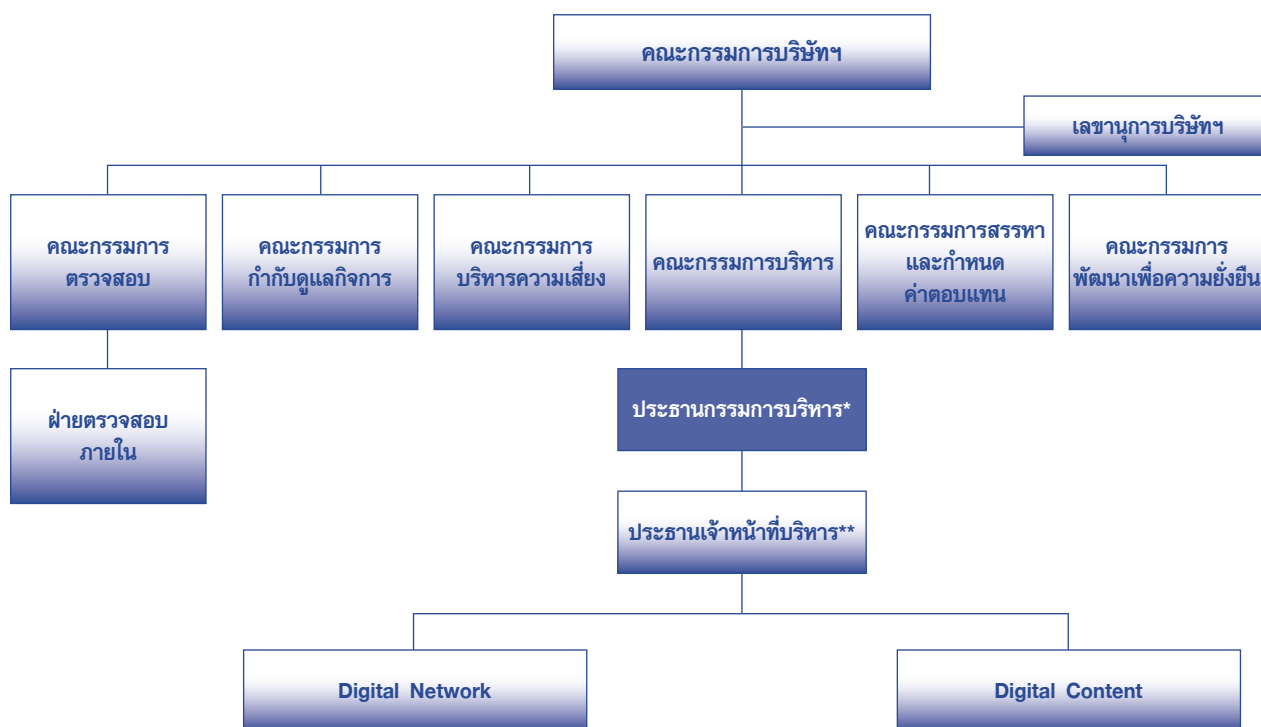 คณะกรรมการบริษัทฯ
เลขานุการบริษัทฯ
คณะกรรมการ
ตรวจสอบ
คณะกรรมการ
กำกับดูแลกิจการ
คณะกรรมการ
บริหารความเสี่ยง
คณะกรรมการบริหาร
คณะกรรมการสรรหา
และกำหนด
ค่าตอบแทน
คณะกรรมการ
พัฒนาเพื่อความยั่งยืน
ฝ่ายตรวจสอบ
ภายใน
ประธานกรรมการบริหาร*
ประธานเจ้าหน้าที่บริหาร**
Digital Network
Digital Content